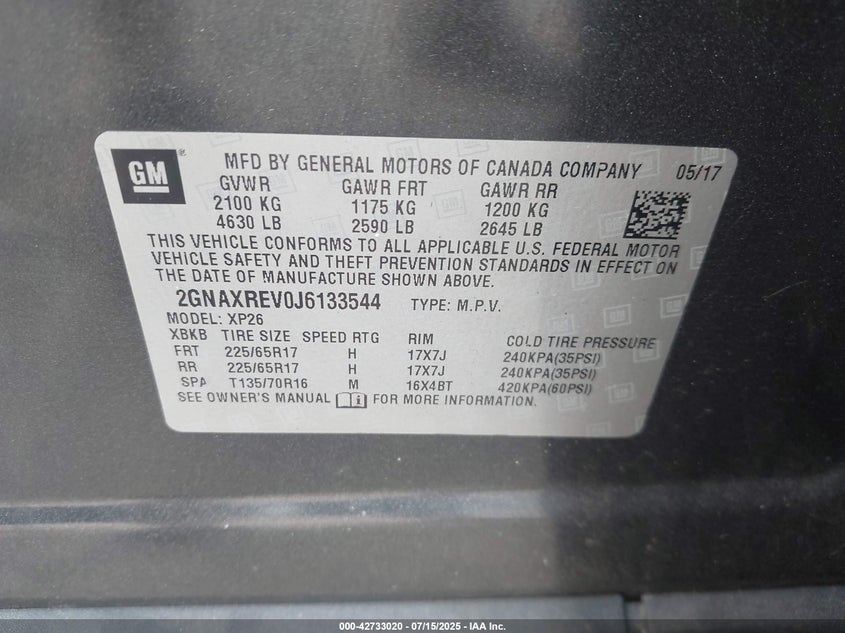 GM ®
MFD BY GENERAL MOTORS OF CANADA COMPANY 05/17
GVWR GAWR FRT GAWR RR
2100 KG 1175 KG 1200 KG
4630 LB 2590 LB 2645 LB
THIS VEHICLE CONFORMS TO ALL APPLICABLE U.S. FEDERAL MOTOR
VEHICLE SAFETY AND THEFT PREVENTION STANDARDS IN EFFECT ON
THE DATE OF MANUFACTURE SHOWN ABOVE.
2GNAXREV0J6133544 TYPE: M.P.V.
MODEL: XP26
XBKB TIRE SIZE SPEED RTG RIM COLD TIRE PRESSURE
FRT 225/65R17 H 17X7J 240KPA(35PSI)
RR 225/65R17 H 17X7J 240KPA(35PSI)
SPA T135/70R16 M 16X4BT 420KPA(60PSI)
SEE OWNER'S MANUAL FOR MORE INFORMATION.
000-42733020 - 07/15/2025 - IAA Inc.